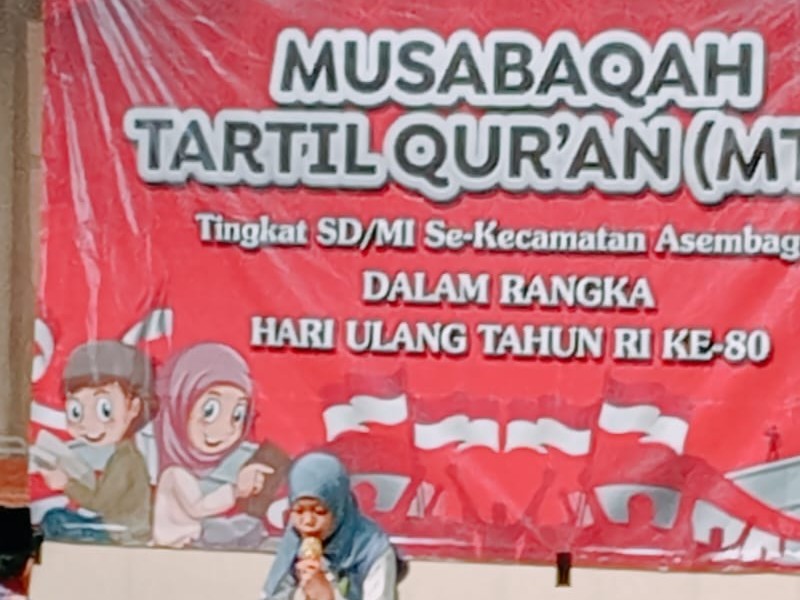 MUSABAQAH
TARTIL QUR'AN (MT
Tingkat SD/MI Se-Kecamatan Asembag
DALAM RANGKA
HARI ULANG TAHUN RI KE-80